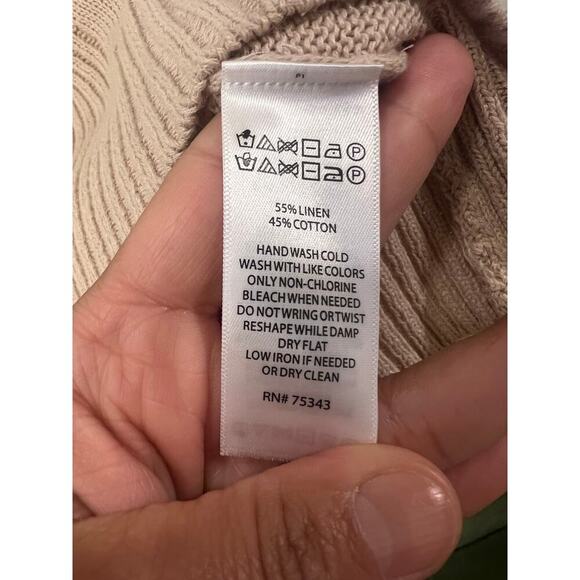 55% LINEN
45% COTTON
HAND WASH COLD
WASH WITH LIKE COLORS
ONLY NON-CHLORINE
BLEACH WHEN NEEDED
DO NOT WRING OR TWIST
RESHAPE WHILE DAMP
DRY FLAT
LOW IRON IF NEEDED
OR DRY CLEAN
RN# 75343